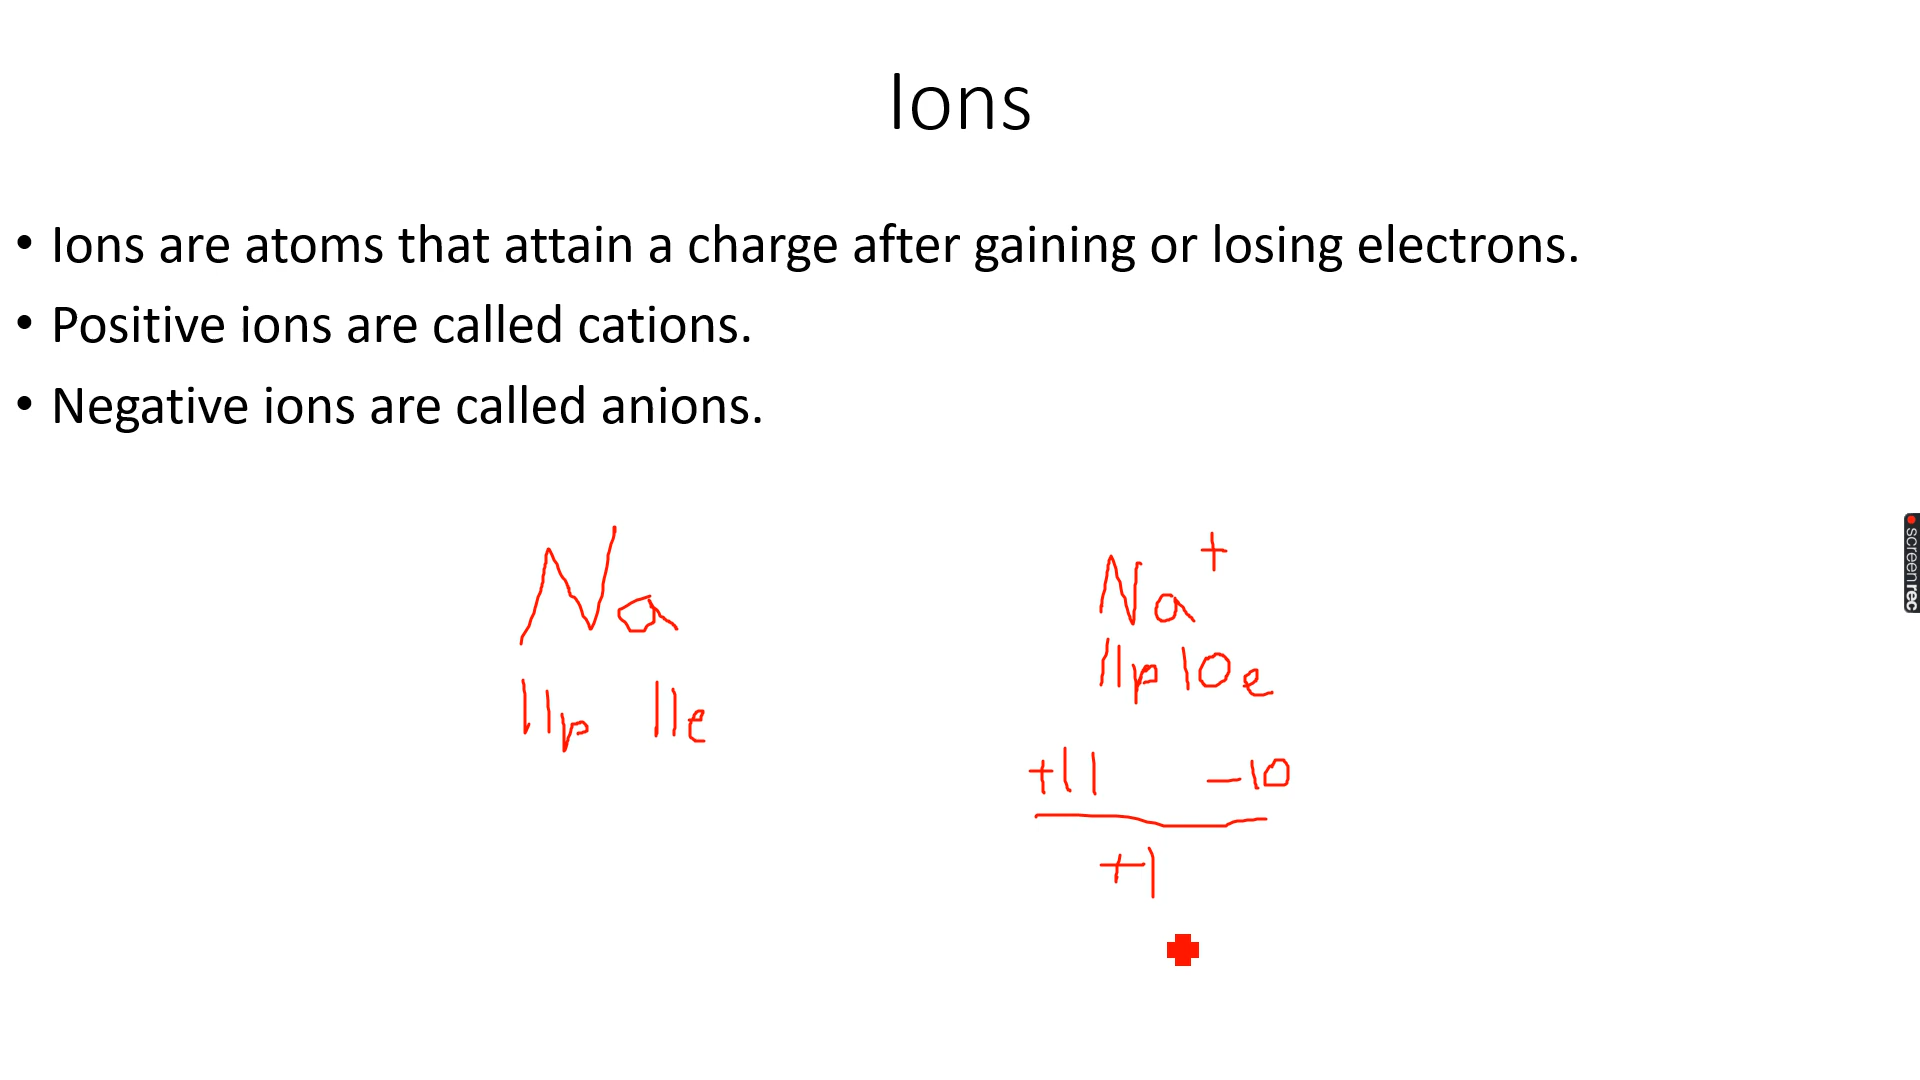 Ions
• Ions are atoms that attain a charge after gaining or losing electrons.
• Positive ions are called cations.
• Negative ions are called anions.
Na
11p 11e
Na+
11p 10e
+11 -10
+1
screenrec